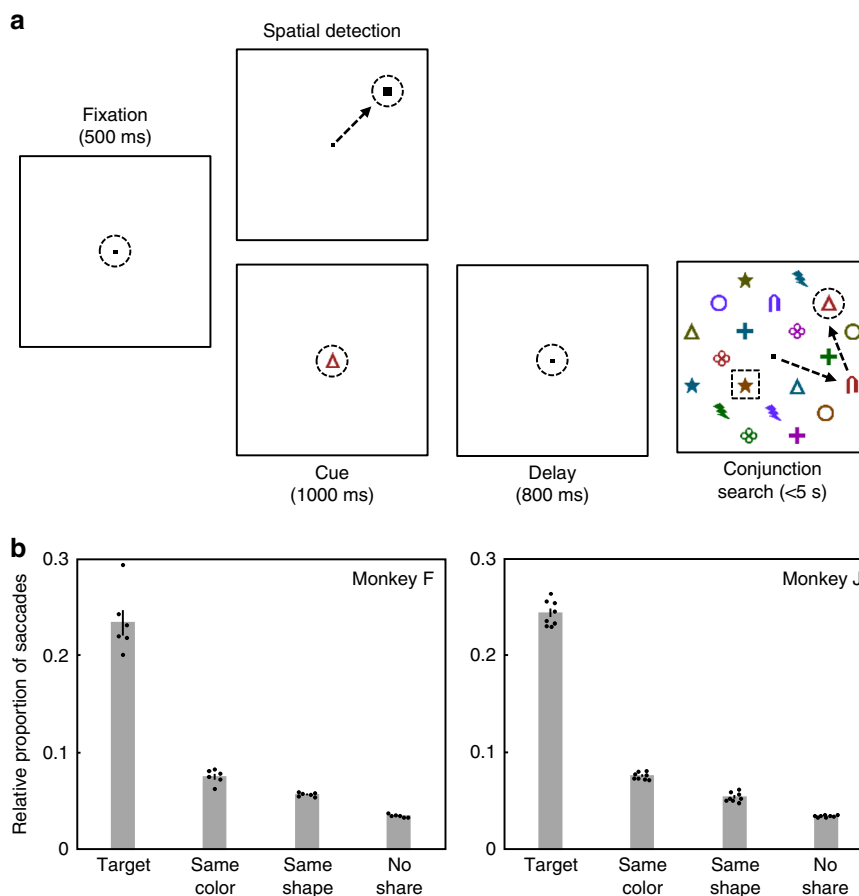 a
Spatial detection
Fixation
(500 ms)
Cue
(1000 ms)
Delay
(800 ms)
Conjunction
search (<5 s)
b
Relative proportion of saccades
0.3
0.2
0.1
0
Monkey F
Target
Same
color
Same
shape
No
share
0.3
0.2
0.1
0
Monkey J
Target
Same
color
Same
shape
No
share